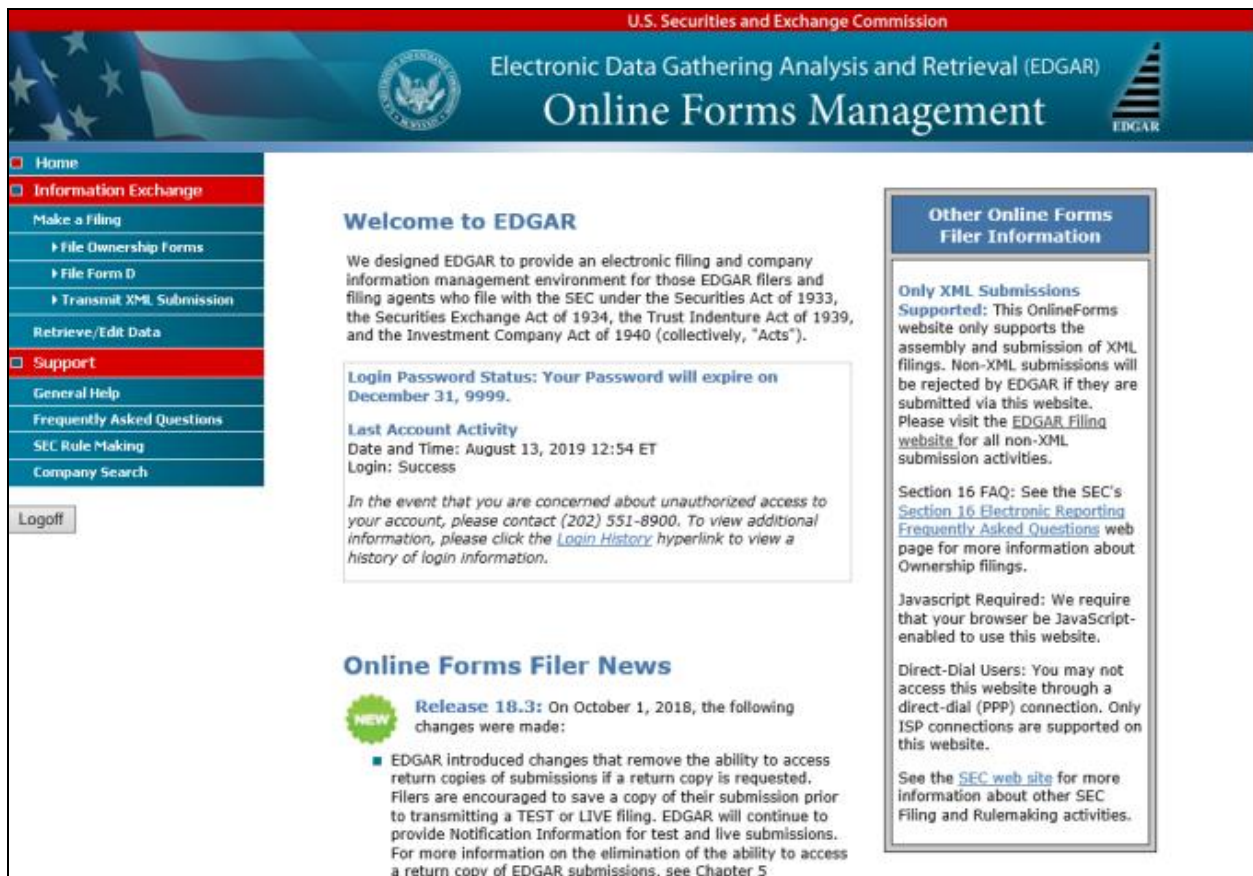 U.S. Securities and Exchange Commission
Electronic Data Gathering Analysis and Retrieval (EDGAR)
Online Forms Management
EDGAR
Home
Information Exchange
Make a Filing
File Ownership Forms
File Form D
Transmit XML Submission
Retrieve/Edit Data
Support
General Help
Frequently Asked Questions
SEC Rule Making
Company Search
Logoff
Welcome to EDGAR
We designed EDGAR to provide an electronic filing and company
information management environment for those EDGAR filers and
filing agents who file with the SEC under the Securities Act of 1933,
the Securities Exchange Act of 1934, the Trust Indenture Act of 1939,
and the Investment Company Act of 1940 (collectively, "Acts").
Login Password Status: Your Password will expire on
December 31, 9999.
Last Account Activity
Date and Time: August 13, 2019 12:54 ET
Login: Success
In the event that you are concerned about unauthorized access to
your account, please contact (202) 551-8900. To view additional
information, please click the Login History hyperlink to view a
history of login information.
Online Forms Filer News
NEW
Release 18.3: On October 1, 2018, the following
changes were made:
EDGAR introduced changes that remove the ability to access
return copies of submissions if a return copy is requested.
Filers are encouraged to save a copy of their submission prior
to transmitting a TEST or LIVE filing. EDGAR will continue to
provide Notification Information for test and live submissions.
For more information on the elimination of the ability to access
a return copy of EDGAR submissions, see Chapter 5
Other Online Forms
Filer Information
Only XML Submissions
Supported: This OnlineForms
website only supports the
assembly and submission of XML
filings. Non-XML submissions will
be rejected by EDGAR if they are
submitted via this website.
Please visit the EDGAR Filing
website for all non-XML
submission activities.
Section 16 FAQ: See the SEC's
Section 16 Electronic Reporting
Frequently Asked Questions web
page for more information about
Ownership filings.
Javascript Required: We require
that your browser be JavaScript-
enabled to use this website.
Direct-Dial Users: You may not
access this website through a
direct-dial (PPP) connection. Only
ISP connections are supported on
this website.
See the SEC web site for more
information about other SEC
Filing and Rulemaking activities.